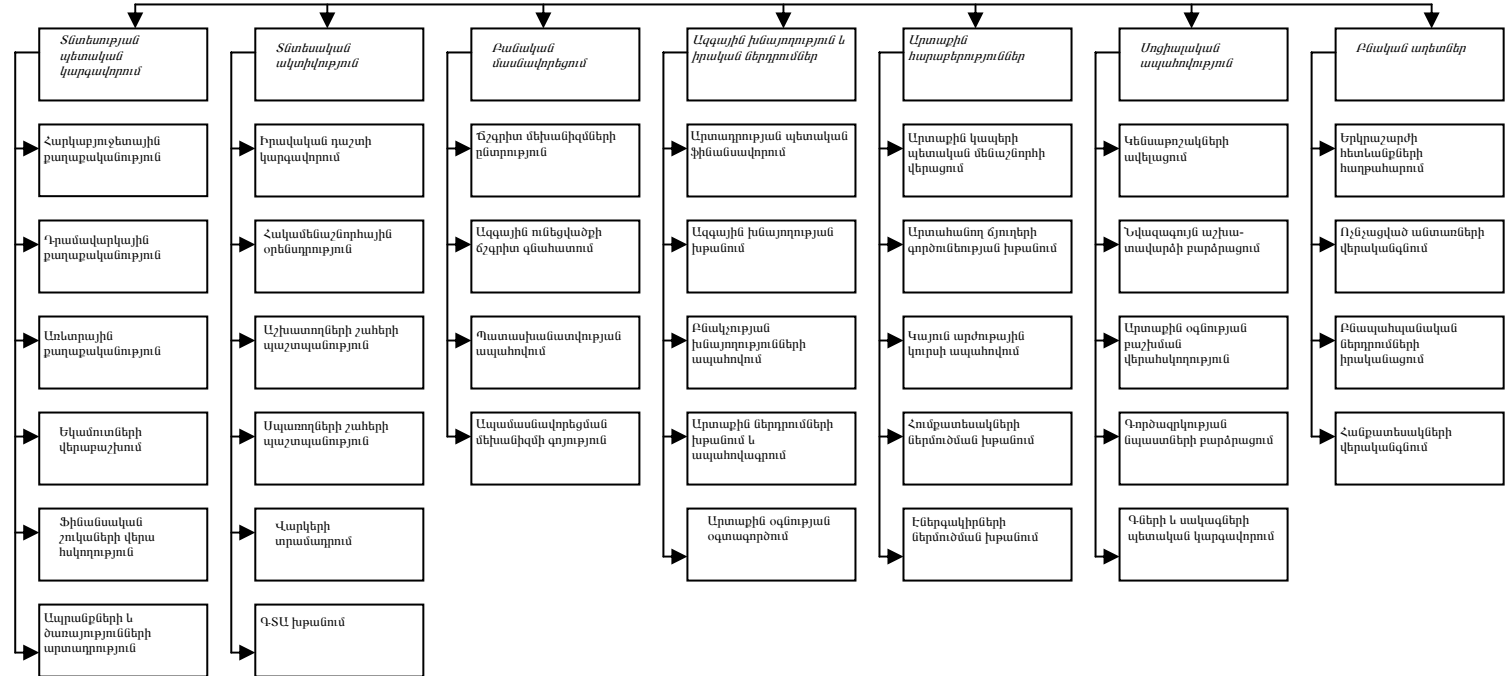 Տնտեսության
պետական
կարգավորում
Հարկաբյուջետային
քաղաքականություն
Դրամավարկային
քաղաքականություն
Առևտրային
քաղաքականություն
Եկամուտների
վերաբաշխում
Ֆինանսական
շուկաների վերա
հսկողություն
Ապրանքների և
ծառայությունների
արտադրություն
Տնտեսական
ակտիվություն
Իրավական դաշտի
կարգավորում
Հակամենաշնորհային
օրենդրություն
Աշխատողների շահերի
պաշտպանություն
Սպառողների շահերի
պաշտպանություն
Վարկերի
տրամադրում
ԳՏԱ խթանում
Բանական
մասնավորեցում
Ճշգրիտ մեխանիզմների
ընտրություն
Ազգային ունեցվածքի
ճշգրիտ գնահատում
Պատասխանատվության
ապահովում
Ապամասնավորեցման
մեխանիզմի գոյություն
Ազգային խնայողություն և
իրական ներդրումներ
Արտադրության պետական
ֆինանսավորում
Ազգային խնայողության
խթանում
Բնակչության
խնայողությունների
ապահովում
Արտաքին ներդրումների
խթանում և
ապահովագրում
Արտաքին օգնության
օգտագործում
Արտաքին
հարաբերություններ
Արտաքին կապերի
պետական մենաշնորհի
վերացում
Արտահանող ճյուղերի
գործունեության խթանում
Կայուն արժութային
կուրսի ապահովում
Հումքատեսակների
ներմուծման խթանում
Էներգակիրների
ներմուծման խթանում
Սոցիալական
ապահովություն
Կենսաթոշակների
ավելացում
Նվազագույն աշխա-
տավարձի բարձրացում
Արտաքին օգնության
բաշխման
վերահսկողություն
Գործազրկության
նպաստների բարձրացում
Գների և սակագների
պետական կարգավորում
Բնական աղետներ
Երկրաշարժի
հետևանքների
հաղթահարում
Ոչնչացված անտառների
վերականգնում
Բնապահպանական
ներդրումների
իրականացում
Հանքատեսակների
վերականգնում